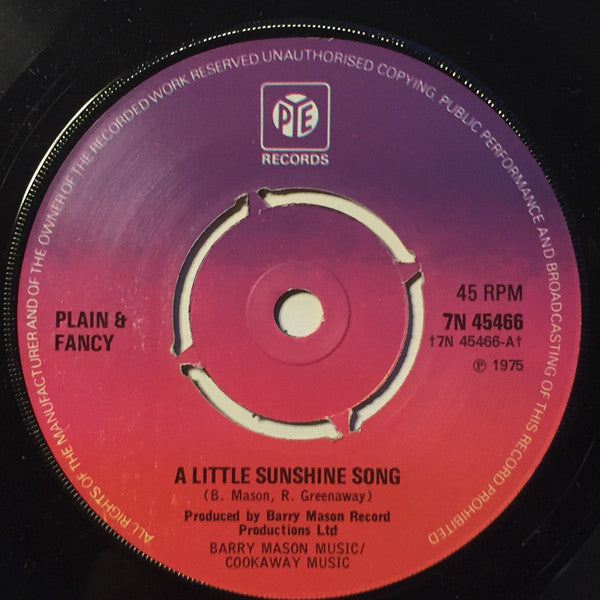 ALL RIGHTS OF THE MANUFACTURER AND OF THE OWNER OF THE RECORDED WORK RESERVED UNAUTHORISED COPYING, PUBLIC PERFORMANCE AND BROADCASTING OF THIS RECORD PROHIBITED
PYE
RECORDS
PLAIN &
FANCY
45 RPM
7N 45466
†7N 45466-A†
℗ 1975
A LITTLE SUNSHINE SONG
(B. Mason, R. Greenaway)
Produced by Barry Mason Record
Productions Ltd
BARRY MASON MUSIC/
COOKAWAY MUSIC